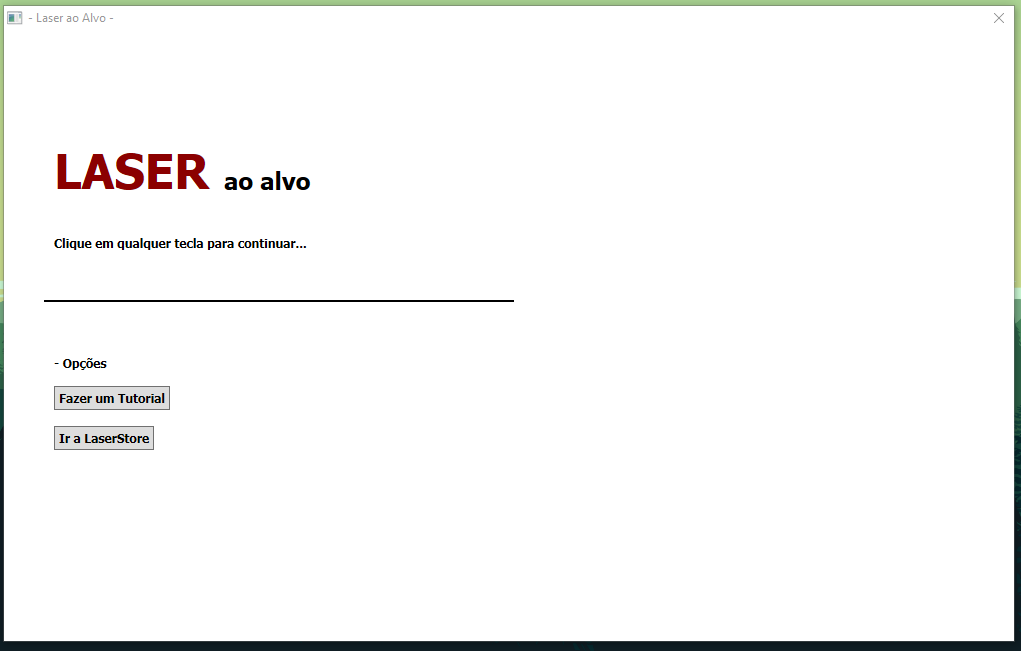 - Laser ao Alvo -
LASER ao alvo
Clique em qualquer tecla para continuar...
- Opções
Fazer um Tutorial
Ir a LaserStore